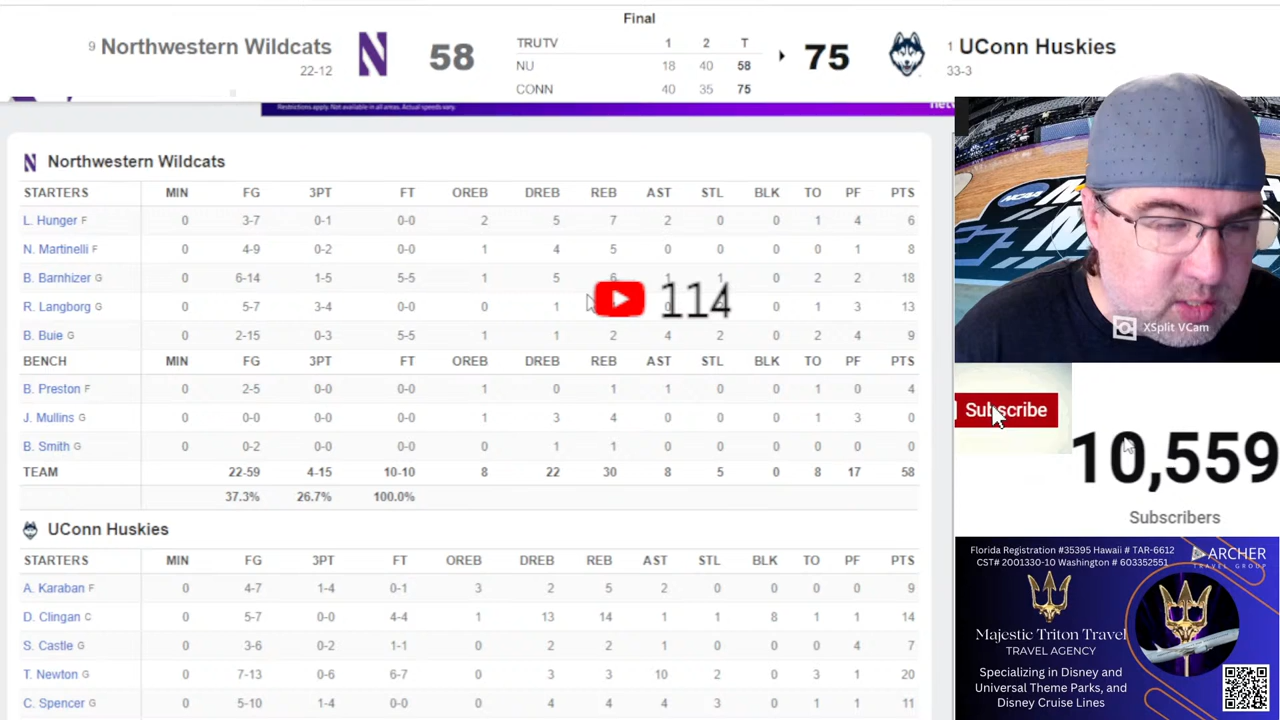 Final
9 Northwestern Wildcats 58
22-12
TRUTV 1 2 T
NU 18 40 58
CONN 40 35 75
75 1 UConn Huskies
33-3
Restrictions apply. Not available in all areas. Actual speeds vary.
Northwestern Wildcats
STARTERS MIN FG 3PT FT OREB DREB REB AST STL BLK TO PF PTS
L. Hunger F 0 3-7 0-1 0-0 2 5 7 2 0 0 1 4 6
N. Martinelli F 0 4-9 0-2 0-0 1 4 5 0 0 0 0 1 8
B. Barnhizer G 0 6-14 1-5 5-5 1 5 6 1 1 0 2 2 18
R. Langborg G 0 5-7 3-4 0-0 0 1 0 1 3 13
114
B. Buie G 0 2-15 0-3 5-5 1 1 2 4 2 0 2 4 9
BENCH MIN FG 3PT FT OREB DREB REB AST STL BLK TO PF PTS
B. Preston F 0 2-5 0-0 0-0 1 0 1 1 0 0 1 0 4
J. Mullins G 0 0-0 0-0 0-0 1 3 4 0 0 0 1 3 0
B. Smith G 0 0-2 0-0 0-0 0 1 1 0 0 0 0 0 0
TEAM 22-59 4-15 10-10 8 22 30 8 5 0 8 17 58
37.3% 26.7% 100.0%
UConn Huskies
STARTERS MIN FG 3PT FT OREB DREB REB AST STL BLK TO PF PTS
A. Karaban F 0 4-7 1-4 0-1 3 2 5 2 0 0 0 0 9
D. Clingan C 0 5-7 0-0 4-4 1 13 14 1 1 8 1 1 14
S. Castle G 0 3-6 0-2 1-1 0 2 2 1 0 0 0 4 7
T. Newton G 0 7-13 0-6 6-7 0 3 3 10 2 0 3 1 20
C. Spencer G 0 5-10 1-4 0-0 0 4 4 4 3 0 1 1 11
NCAA
XSplit VCam
Subscribe
10,559
Subscribers
Florida Registration #35395 Hawaii # TAR-6612
CST# 2001330-10 Washington # 603352551
ARCHER
TRAVEL GROUP
Majestic Triton Travel
TRAVEL AGENCY
Specializing in Disney and
Universal Theme Parks, and
Disney Cruise Lines